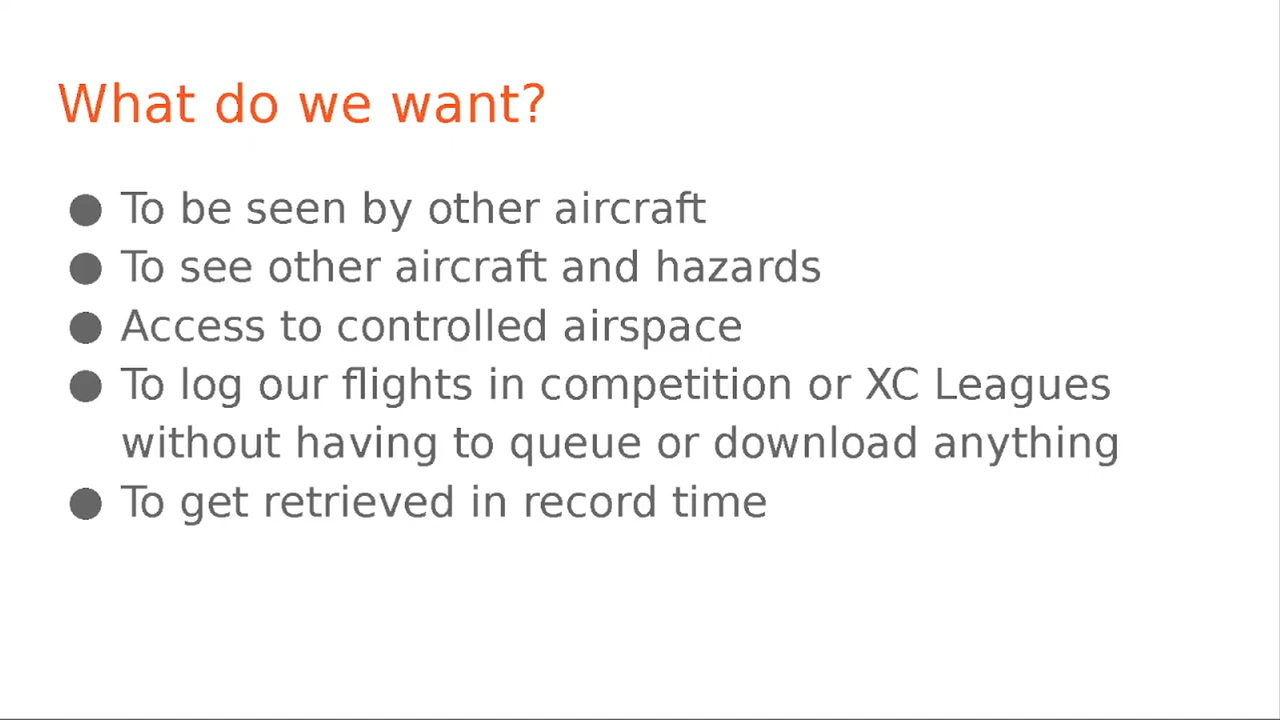 What do we want?
● To be seen by other aircraft
● To see other aircraft and hazards
● Access to controlled airspace
● To log our flights in competition or XC Leagues
without having to queue or download anything
● To get retrieved in record time